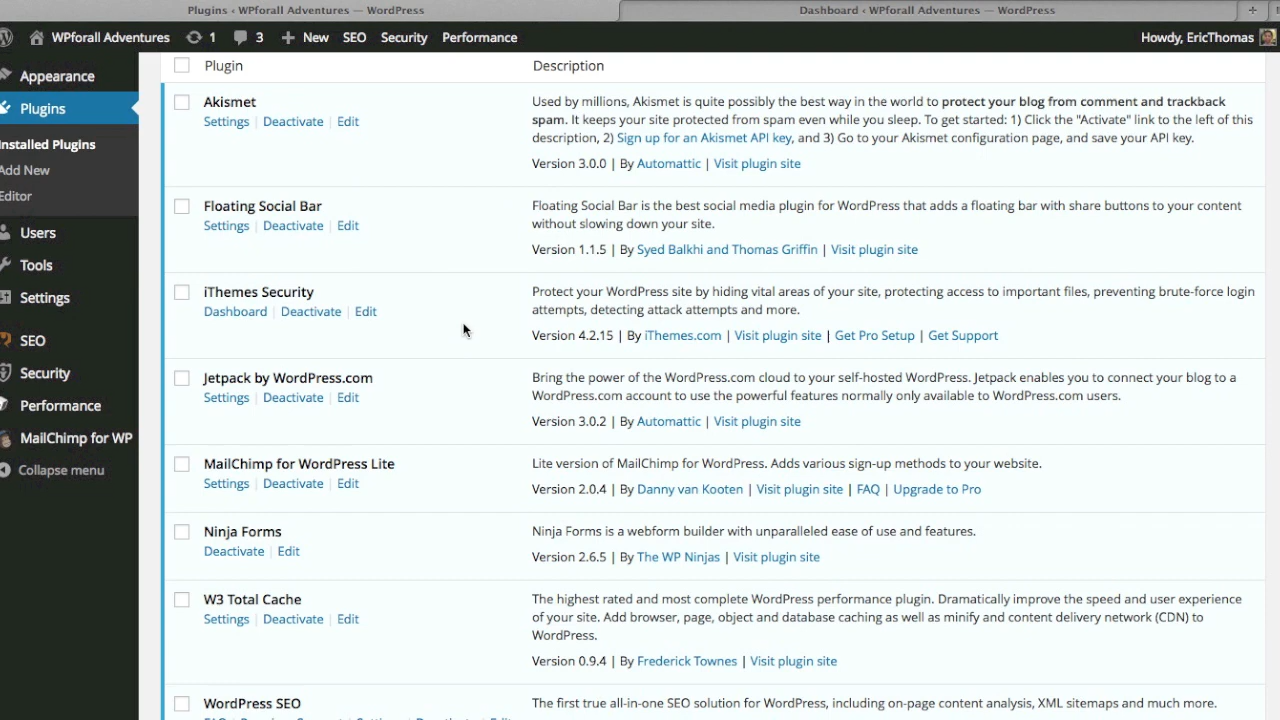 Plugins ‹ WPforall Adventures — WordPress
Dashboard ‹ WPforall Adventures — WordPress
WPforall Adventures 1 3 New SEO Security Performance
Howdy, EricThomas
Appearance
Plugins
Installed Plugins
Add New
Editor
Users
Tools
Settings
SEO
Security
Performance
MailChimp for WP
Collapse menu
Plugin
Description
Akismet
Settings | Deactivate | Edit
Used by millions, Akismet is quite possibly the best way in the world to protect your blog from comment and trackback
spam. It keeps your site protected from spam even while you sleep. To get started: 1) Click the "Activate" link to the left of this
description, 2) Sign up for an Akismet API key, and 3) Go to your Akismet configuration page, and save your API key.
Version 3.0.0 | By Automattic | Visit plugin site
Floating Social Bar
Settings | Deactivate | Edit
Floating Social Bar is the best social media plugin for WordPress that adds a floating bar with share buttons to your content
without slowing down your site.
Version 1.1.5 | By Syed Balkhi and Thomas Griffin | Visit plugin site
iThemes Security
Dashboard | Deactivate | Edit
Protect your WordPress site by hiding vital areas of your site, protecting access to important files, preventing brute-force login
attempts, detecting attack attempts and more.
Version 4.2.15 | By iThemes.com | Visit plugin site | Get Pro Setup | Get Support
Jetpack by WordPress.com
Settings | Deactivate | Edit
Bring the power of the WordPress.com cloud to your self-hosted WordPress. Jetpack enables you to connect your blog to a
WordPress.com account to use the powerful features normally only available to WordPress.com users.
Version 3.0.2 | By Automattic | Visit plugin site
MailChimp for WordPress Lite
Settings | Deactivate | Edit
Lite version of MailChimp for WordPress. Adds various sign-up methods to your website.
Version 2.0.4 | By Danny van Kooten | Visit plugin site | FAQ | Upgrade to Pro
Ninja Forms
Deactivate | Edit
Ninja Forms is a webform builder with unparalleled ease of use and features.
Version 2.6.5 | By The WP Ninjas | Visit plugin site
W3 Total Cache
Settings | Deactivate | Edit
The highest rated and most complete WordPress performance plugin. Dramatically improve the speed and user experience
of your site. Add browser, page, object and database caching as well as minify and content delivery network (CDN) to
WordPress.
Version 0.9.4 | By Frederick Townes | Visit plugin site
WordPress SEO
The first true all-in-one SEO solution for WordPress, including on-page content analysis, XML sitemaps and much more.